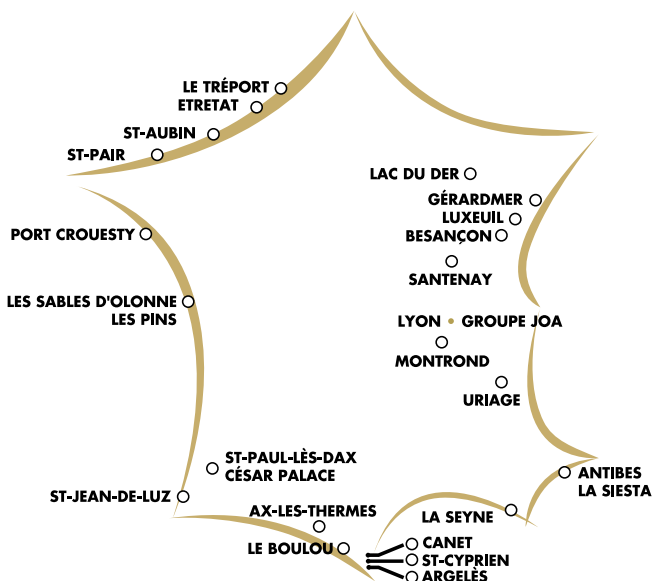 LE TRÉPORT
ETRETAT
ST-AUBIN
ST-PAIR
LAC DU DER
GÉRARDMER
LUXEUIL
BESANÇON
PORT CROUESTY
SANTENAY
LES SABLES D'OLONNE
LES PINS
LYON • GROUPE JOA
MONTROND
URIAGE
ST-PAUL-LÈS-DAX
CÉSAR PALACE
ANTIBES
LA SIESTA
ST-JEAN-DE-LUZ
AX-LES-THERMES
LA SEYNE
LE BOULOU
CANET
ST-CYPRIEN
ARGELÈS